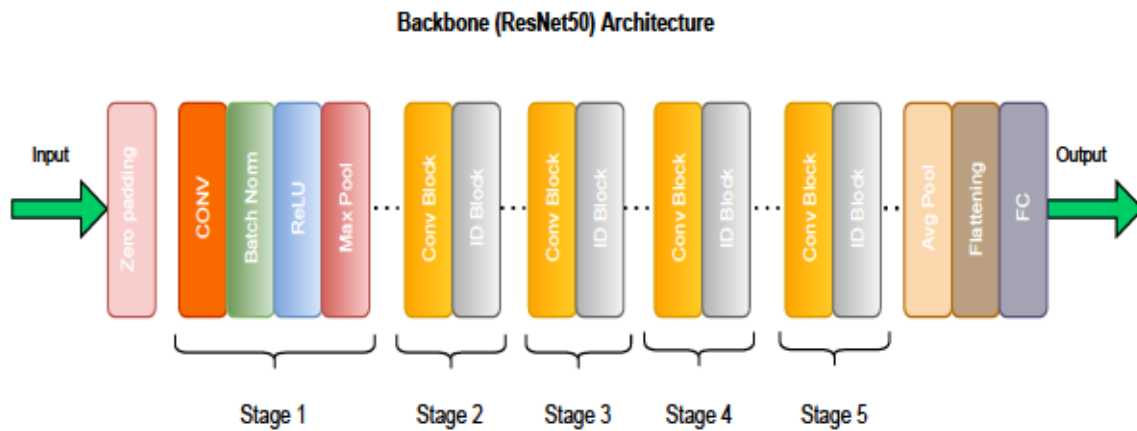 Backbone (ResNet50) Architecture
Input
Zero padding
CONV
Batch Norm
ReLU
Max Pool
Conv Block
ID Block
Conv Block
ID Block
Conv Block
ID Block
Conv Block
ID Block
Avg Pool
Flattening
FC
Output
Stage 1
Stage 2
Stage 3
Stage 4
Stage 5